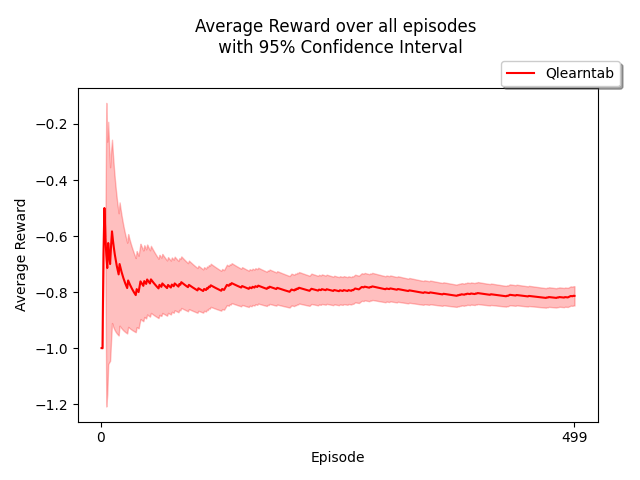 Average Reward over all episodes
with 95% Confidence Interval
Qlearntab
Average Reward
−0.2
−0.4
−0.6
−0.8
−1.0
−1.2
0
499
Episode